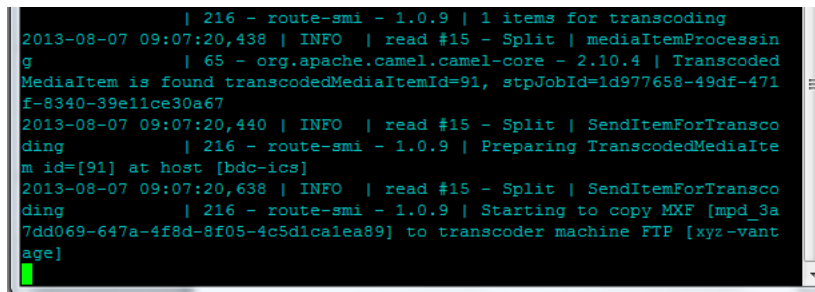 | 216 - route-smi - 1.0.9 | 1 items for transcoding
2013-08-07 09:07:20,438 | INFO  | read #15 - Split | mediaItemProcessin
g                | 65 - org.apache.camel.camel-core - 2.10.4 | Transcoded
MediaItem is found transcodedMediaItemId=91, stpJobId=1d977658-49df-471
f-8340-39e11ce30a67
2013-08-07 09:07:20,440 | INFO  | read #15 - Split | SendItemForTransco
ding             | 216 - route-smi - 1.0.9 | Preparing TranscodedMediaIte
m id=[91] at host [bdc-ics]
2013-08-07 09:07:20,638 | INFO  | read #15 - Split | SendItemForTransco
ding             | 216 - route-smi - 1.0.9 | Starting to copy MXF [mpd_3a
7dd069-647a-4f8d-8f05-4c5d1ca1ea89] to transcoder machine FTP [xyz-vant
age]